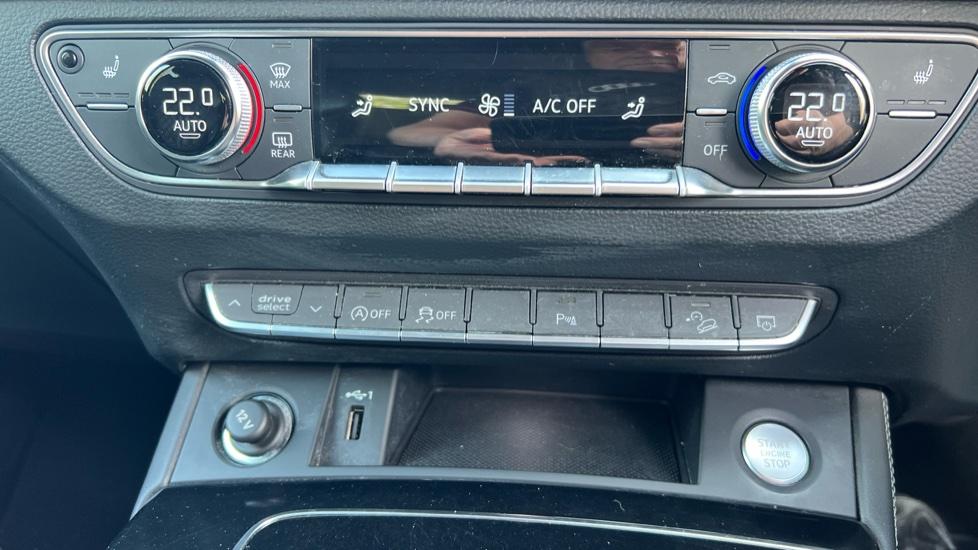 22.0
AUTO
MAX
REAR
SYNC
A/C OFF
OFF
22.0
AUTO
drive
select
A OFF
OFF
P
12V
1
START
ENGINE
STOP